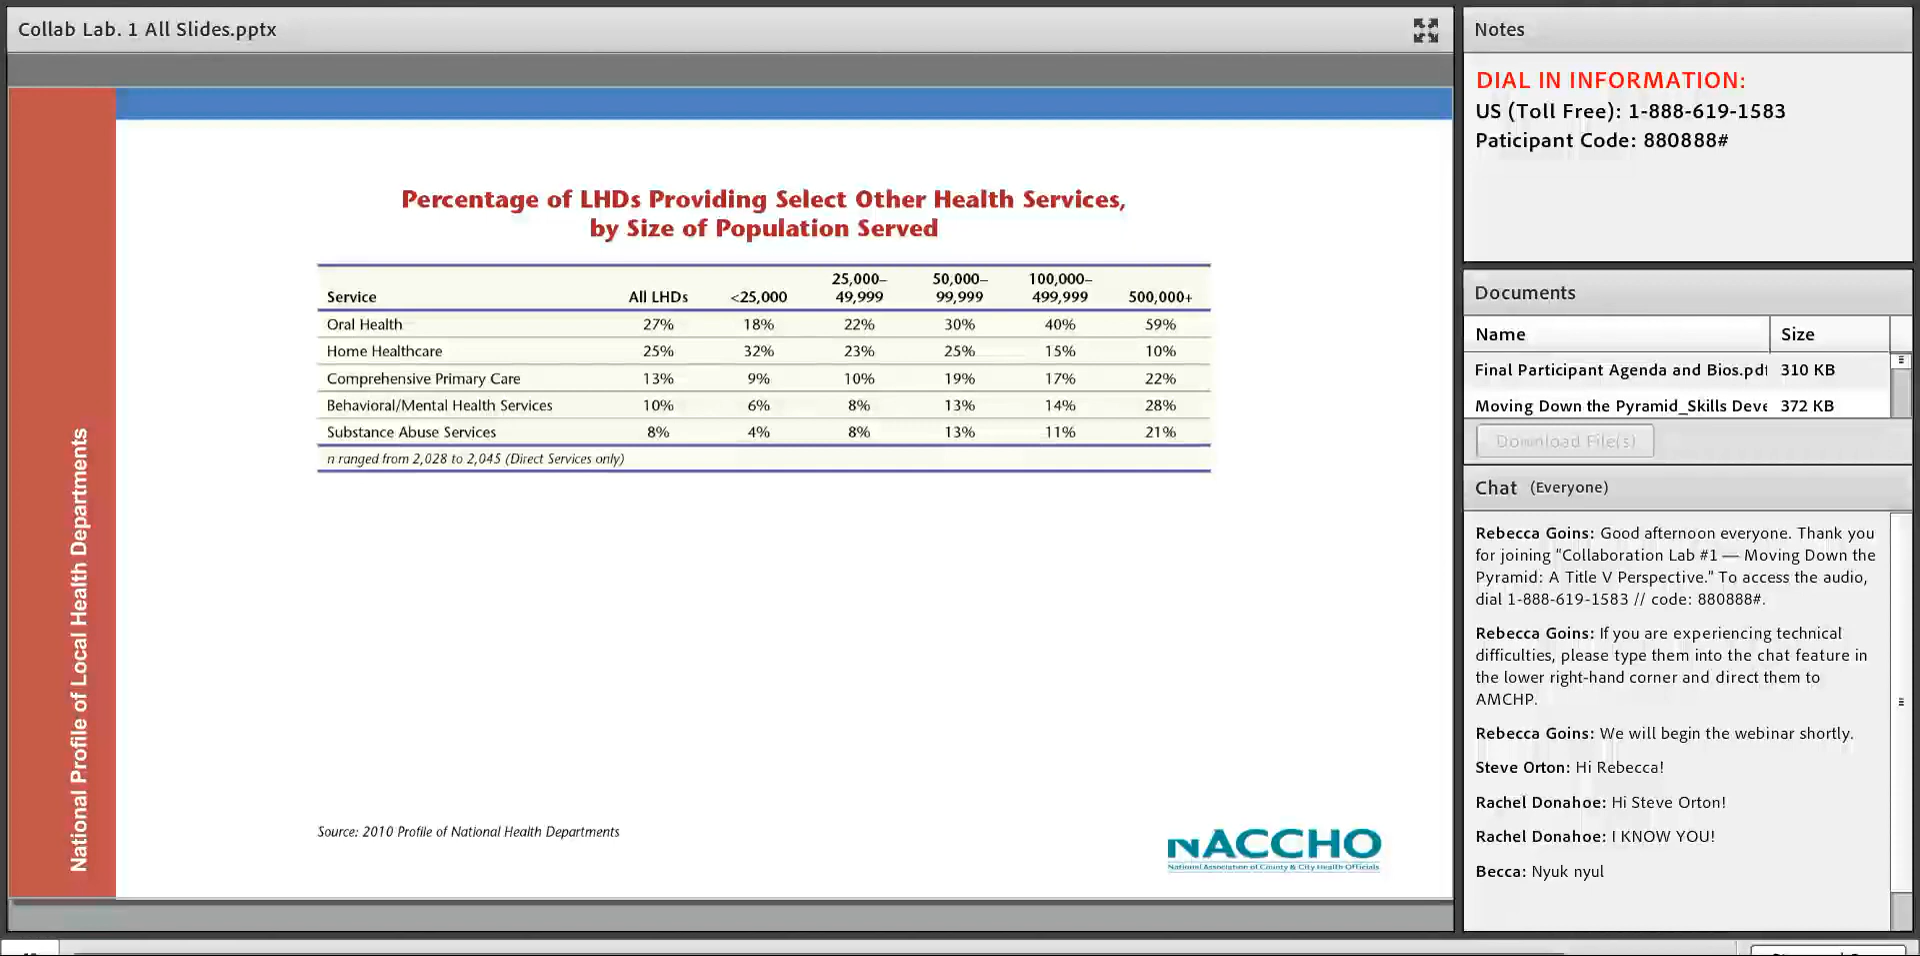 Collab Lab. 1 All Slides.pptx
National Profile of Local Health Departments
Percentage of LHDs Providing Select Other Health Services,
by Size of Population Served
Service All LHDs <25,000 25,000–49,999 50,000–99,999 100,000–499,999 500,000+
Oral Health 27% 18% 22% 30% 40% 59%
Home Healthcare 25% 32% 23% 25% 15% 10%
Comprehensive Primary Care 13% 9% 10% 19% 17% 22%
Behavioral/Mental Health Services 10% 6% 8% 13% 14% 28%
Substance Abuse Services 8% 4% 8% 13% 11% 21%
n ranged from 2,028 to 2,045 (Direct Services only)
Source: 2010 Profile of National Health Departments
NACCHO
National Association of County & City Health Officials
Notes
DIAL IN INFORMATION:
US (Toll Free): 1-888-619-1583
Paticipant Code: 880888#
Documents
Name Size
Final Participant Agenda and Bios.pdf 310 KB
Moving Down the Pyramid_Skills Deve 372 KB
Download File(s)
Chat (Everyone)
Rebecca Goins: Good afternoon everyone. Thank you
for joining "Collaboration Lab #1 — Moving Down the
Pyramid: A Title V Perspective." To access the audio,
dial 1-888-619-1583 // code: 880888#.
Rebecca Goins: If you are experiencing technical
difficulties, please type them into the chat feature in
the lower right-hand corner and direct them to
AMCHP.
Rebecca Goins: We will begin the webinar shortly.
Steve Orton: Hi Rebecca!
Rachel Donahoe: Hi Steve Orton!
Rachel Donahoe: I KNOW YOU!
Becca: Nyuk nyul